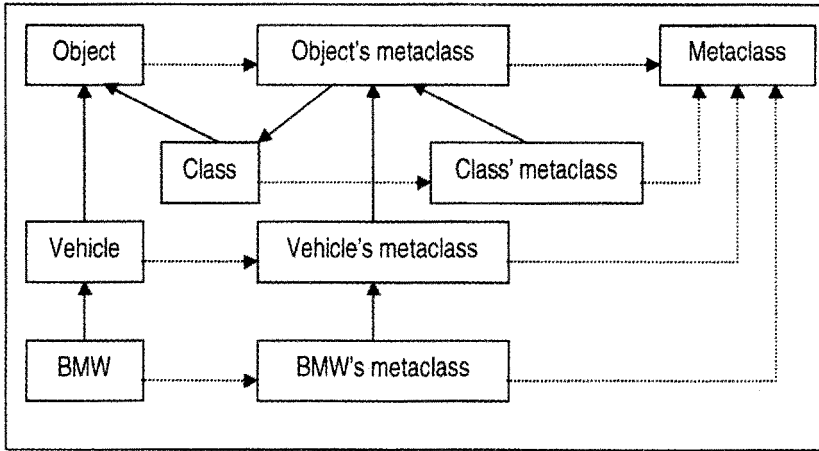 Object
Object's metaclass
Metaclass
Class
Class' metaclass
Vehicle
Vehicle's metaclass
BMW
BMW's metaclass